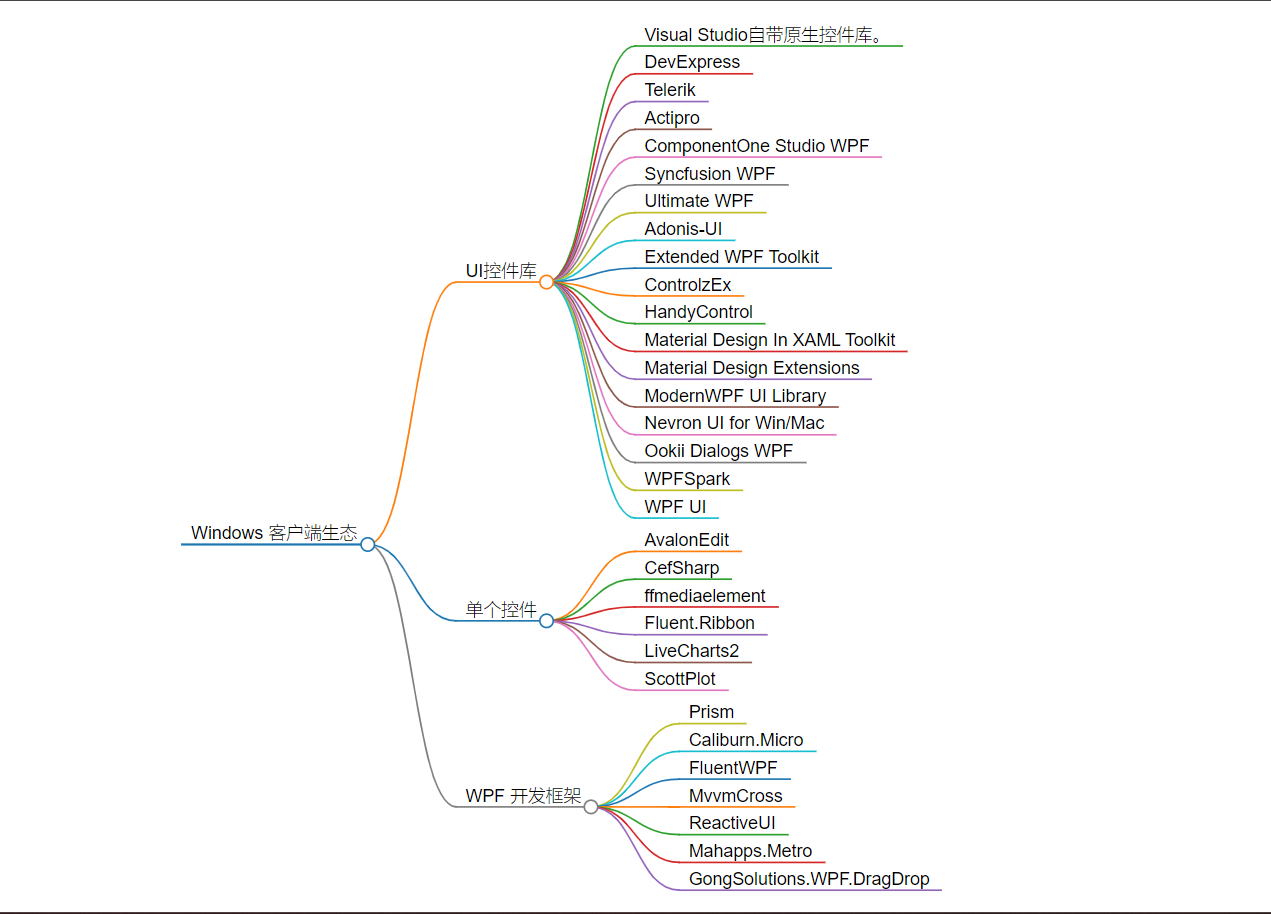 Visual Studio自带原生控件库。
DevExpress
Telerik
Actipro
ComponentOne Studio WPF
Syncfusion WPF
Ultimate WPF
Adonis-UI
Extended WPF Toolkit
UI控件库
ControlzEx
HandyControl
Material Design In XAML Toolkit
Material Design Extensions
ModernWPF UI Library
Nevron UI for Win/Mac
Ookii Dialogs WPF
WPFSpark
WPF UI
Windows 客户端生态
AvalonEdit
CefSharp
ffmediaelement
单个控件
Fluent.Ribbon
LiveCharts2
ScottPlot
Prism
Caliburn.Micro
FluentWPF
WPF 开发框架
MvvmCross
ReactiveUI
Mahapps.Metro
GongSolutions.WPF.DragDrop